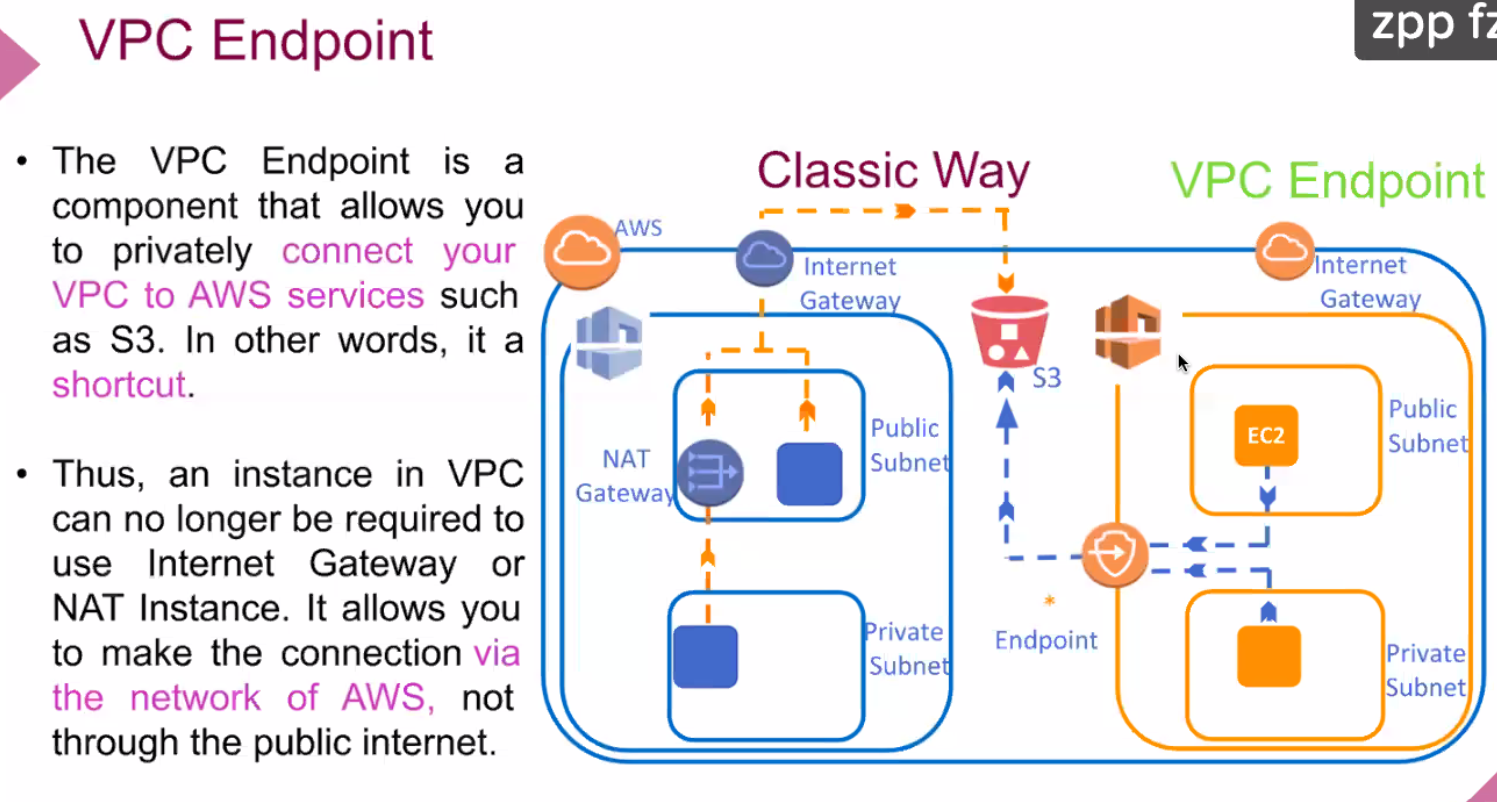 VPC Endpoint
zpp fz
• The VPC Endpoint is a
component that allows you
to privately connect your
VPC to AWS services such
as S3. In other words, it a
shortcut.
• Thus, an instance in VPC
can no longer be required to
use Internet Gateway or
NAT Instance. It allows you
to make the connection via
the network of AWS, not
through the public internet.
Classic Way
AWS
Internet
Gateway
NAT
Gateway
Public
Subnet
Private
Subnet
S3
VPC Endpoint
Internet
Gateway
EC2
Public
Subnet
*
Endpoint
Private
Subnet